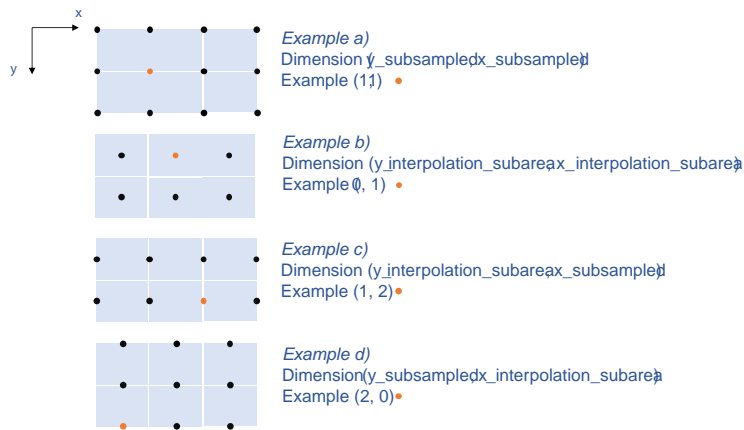 x
y
Example a)
Dimension (y_subsampled, x_subsampled)
Example (1, 1)
Example b)
Dimension (y_interpolation_subarea, x_interpolation_subarea)
Example (0, 1)
Example c)
Dimension (y_interpolation_subarea, x_subsampled)
Example (1, 2)
Example d)
Dimension (y_subsampled, x_interpolation_subarea)
Example (2, 0)